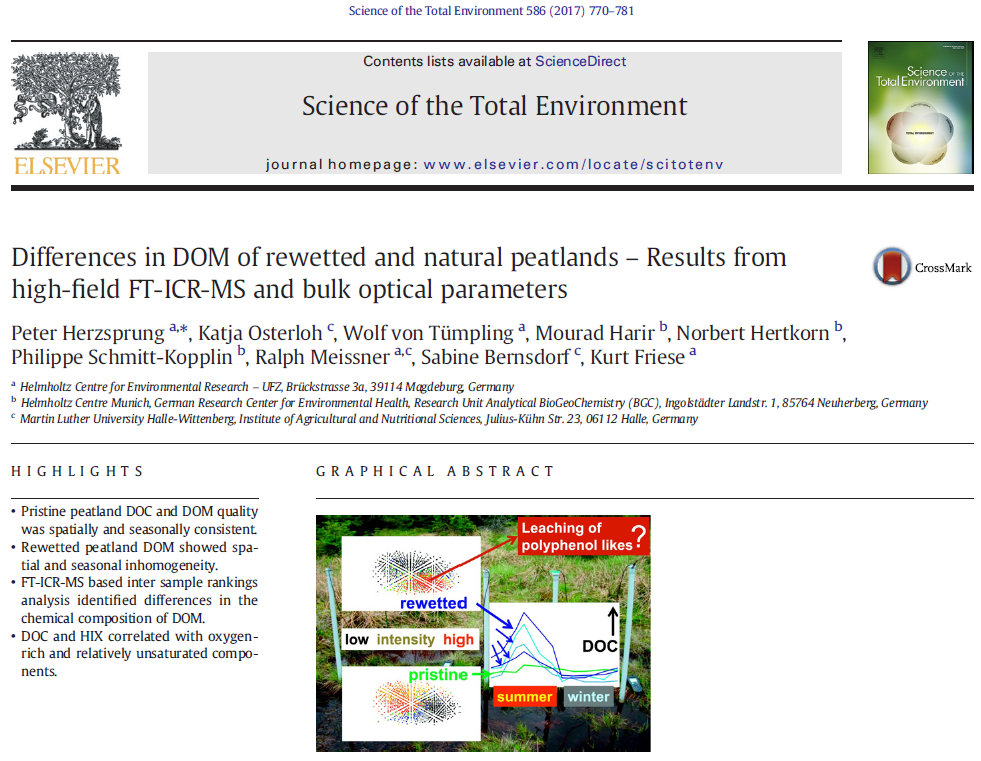 Science of the Total Environment 586 (2017) 770–781
Contents lists available at ScienceDirect
Science of the Total Environment
journal homepage: www.elsevier.com/locate/scitotenv
ELSEVIER
Science OF THE
Total Environment
TOTAL ENVIRONMENT
Differences in DOM of rewetted and natural peatlands – Results from
high-field FT-ICR-MS and bulk optical parameters
CrossMark
Peter Herzsprung a,*, Katja Osterloh c, Wolf von Tümpling a, Mourad Harir b, Norbert Hertkorn b,
Philippe Schmitt-Kopplin b, Ralph Meissner a,c, Sabine Bernsdorf c, Kurt Friese a
a Helmholtz Centre for Environmental Research – UFZ, Brückstrasse 3a, 39114 Magdeburg, Germany
b Helmholtz Centre Munich, German Research Center for Environmental Health, Research Unit Analytical BioGeoChemistry (BGC), Ingolstädter Landstr. 1, 85764 Neuherberg, Germany
c Martin Luther University Halle-Wittenberg, Institute of Agricultural and Nutritional Sciences, Julius-Kühn Str. 23, 06112 Halle, Germany
HIGHLIGHTS
• Pristine peatland DOC and DOM quality
was spatially and seasonally consistent.
• Rewetted peatland DOM showed spa-
tial and seasonal inhomogeneity.
• FT-ICR-MS based inter sample rankings
analysis identified differences in the
chemical composition of DOM.
• DOC and HIX correlated with oxygen-
rich and relatively unsaturated compo-
nents.
GRAPHICAL ABSTRACT
Leaching of
polyphenol likes?
rewetted
low intensity high
DOC
pristine
summer winter